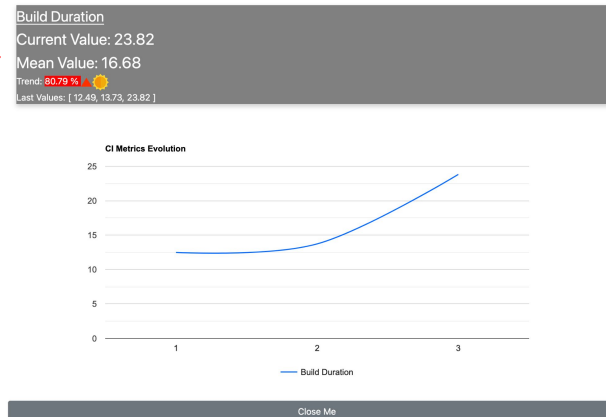 Build Duration
Current Value: 23.82
Mean Value: 16.68
Trend: 80.79 %
Last Values: [ 12.49, 13.73, 23.82 ]
CI Metrics Evolution
25
20
15
10
5
0
1 2 3
Build Duration
Close Me